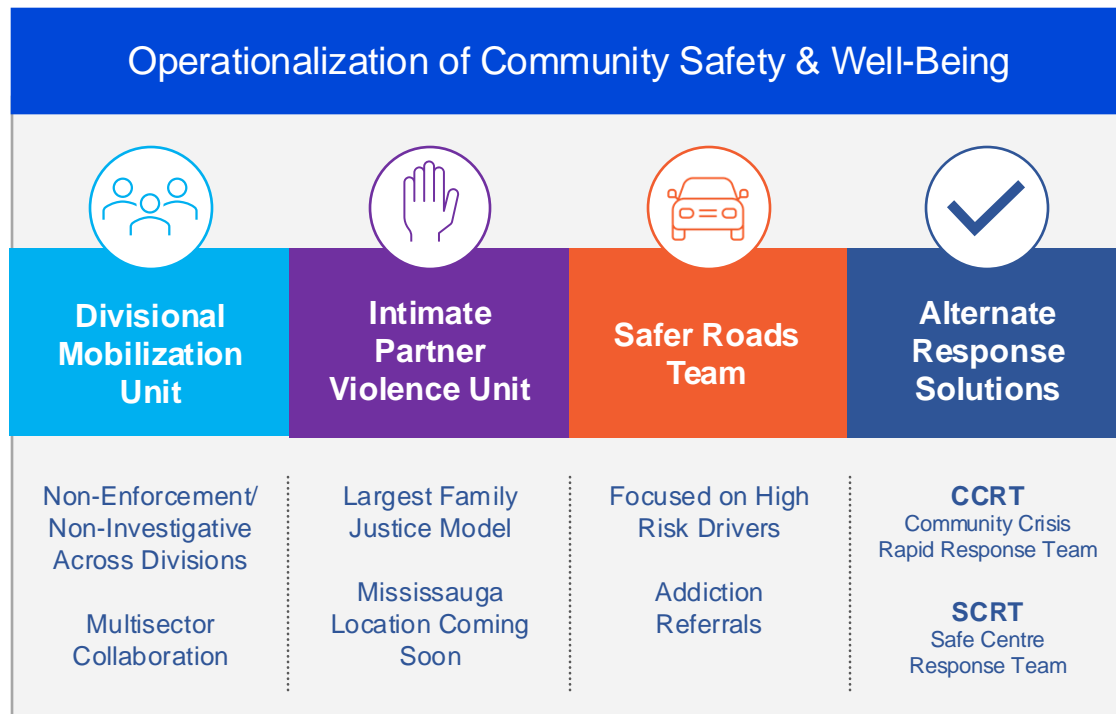 Operationalization of Community Safety & Well-Being
Divisional
Mobilization
Unit
Intimate
Partner
Violence Unit
Safer Roads
Team
Alternate
Response
Solutions
Non-Enforcement/
Non-Investigative
Across Divisions
Multisector
Collaboration
Largest Family
Justice Model
Mississauga
Location Coming
Soon
Focused on High
Risk Drivers
Addiction
Referrals
CCRT
Community Crisis
Rapid Response Team
SCRT
Safe Centre
Response Team